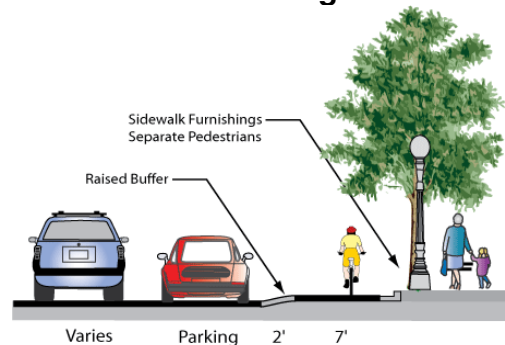 Sidewalk Furnishings
Separate Pedestrians
Raised Buffer
Varies Parking 2' 7'